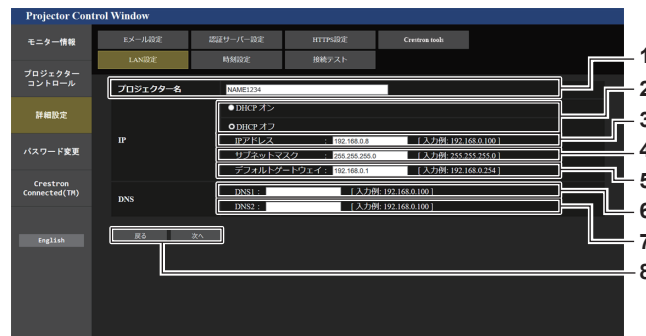 Projector Control Window
モニター情報
プロジェクター
コントロール
詳細設定
パスワード変更
Crestron
Connected(TM)
English
Eメール設定 認証サーバー設定 HTTPS設定 Crestron tools
LAN設定 時刻設定 接続テスト
プロジェクター名 NAME1234
IP
DHCP オン
DHCP オフ
IPアドレス : 192.168.0.8 [ 入力例: 192.168.0.100 ]
サブネットマスク : 255.255.255.0 [ 入力例: 255.255.255.0 ]
デフォルトゲートウェイ : 192.168.0.1 [ 入力例: 192.168.0.254 ]
DNS
DNS1 : [ 入力例: 192.168.0.100 ]
DNS2 : [ 入力例: 192.168.0.100 ]
戻る 次へ
1
2
3
4
5
6
7
8